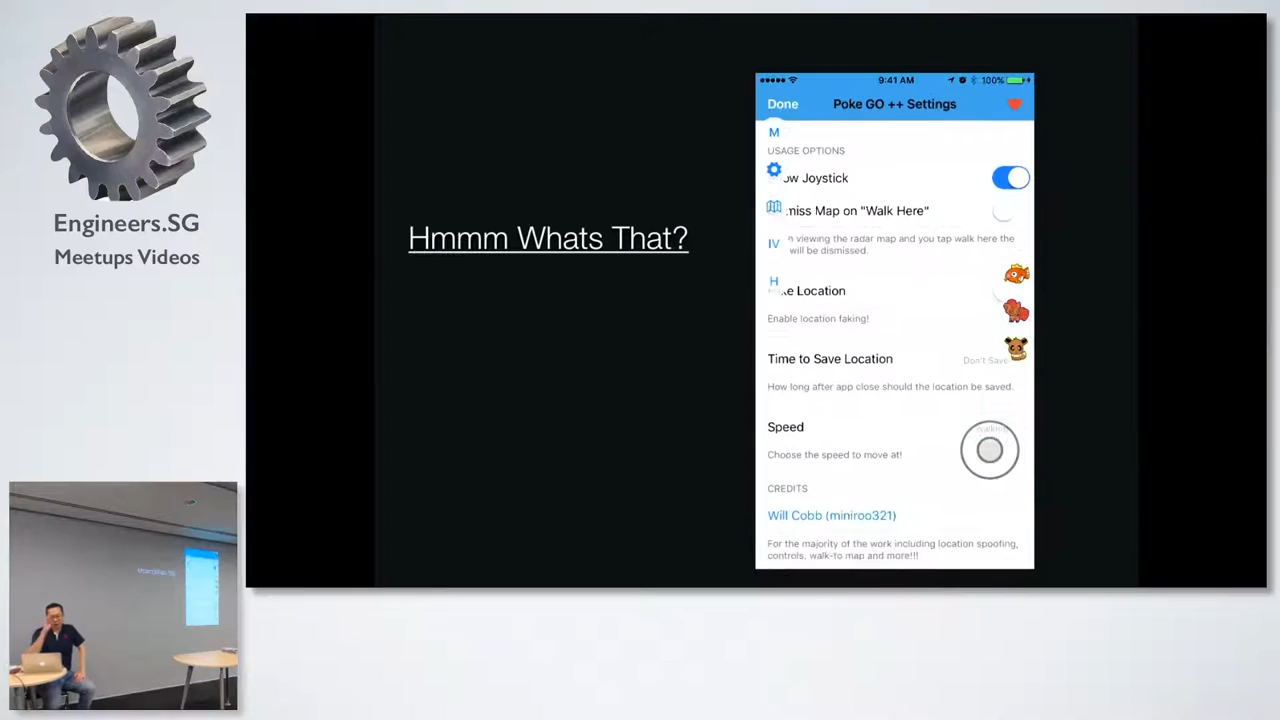 Engineers.SG
Meetups Videos
Hmmm Whats That?
9:41 AM
100%
Done
Poke GO ++ Settings
M
USAGE OPTIONS
ow Joystick
miss Map on "Walk Here"
n viewing the radar map and you tap walk here the
will be dismissed.
IV
H
ke Location
Enable location faking!
Time to Save Location
Don't Save
How long after app close should the location be saved.
Speed
Choose the speed to move at!
CREDITS
Will Cobb (miniroo321)
For the majority of the work including location spoofing,
controls, walk-to map and more!!!